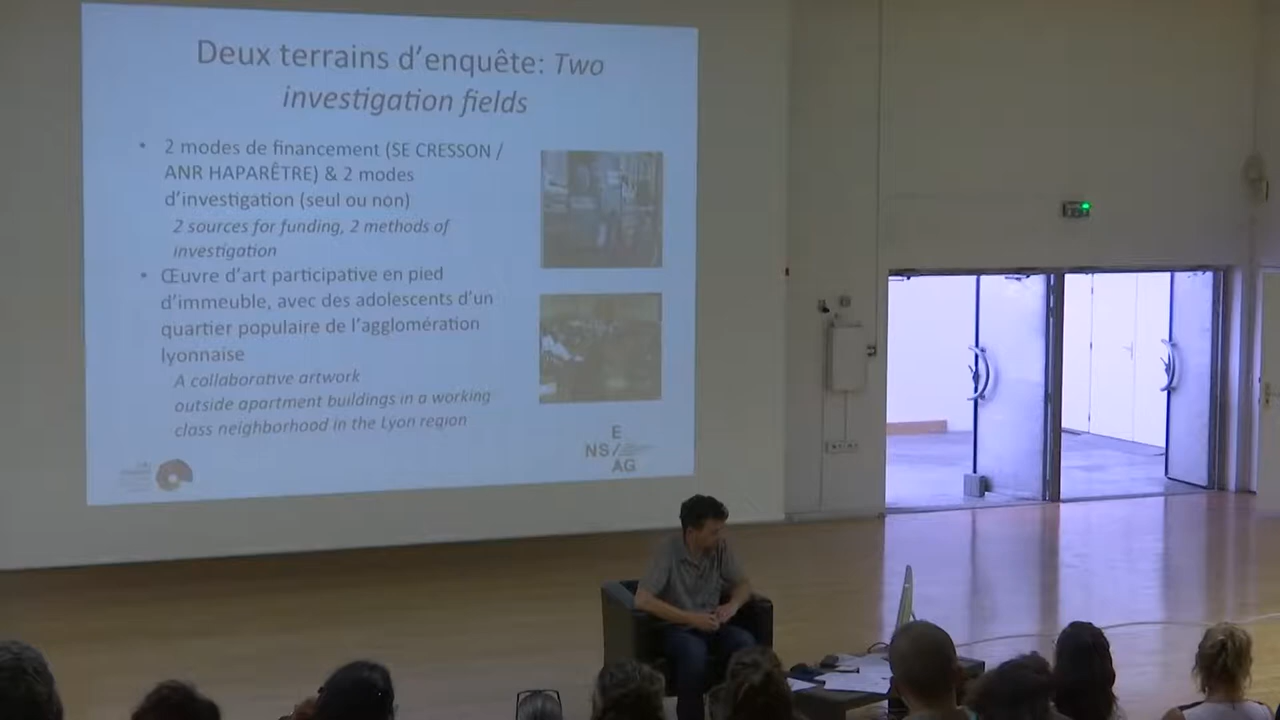 Deux terrains d’enquête: Two
investigation fields
• 2 modes de financement (SE CRESSON /
ANR HAPARÊTRE) & 2 modes
d’investigation (seul ou non)
2 sources for funding, 2 methods of
investigation
• Œuvre d’art participative en pied
d’immeuble, avec des adolescents d’un
quartier populaire de l’agglomération
lyonnaise
A collaborative artwork
outside apartment buildings in a working
class neighborhood in the Lyon region
E
NS/
AG